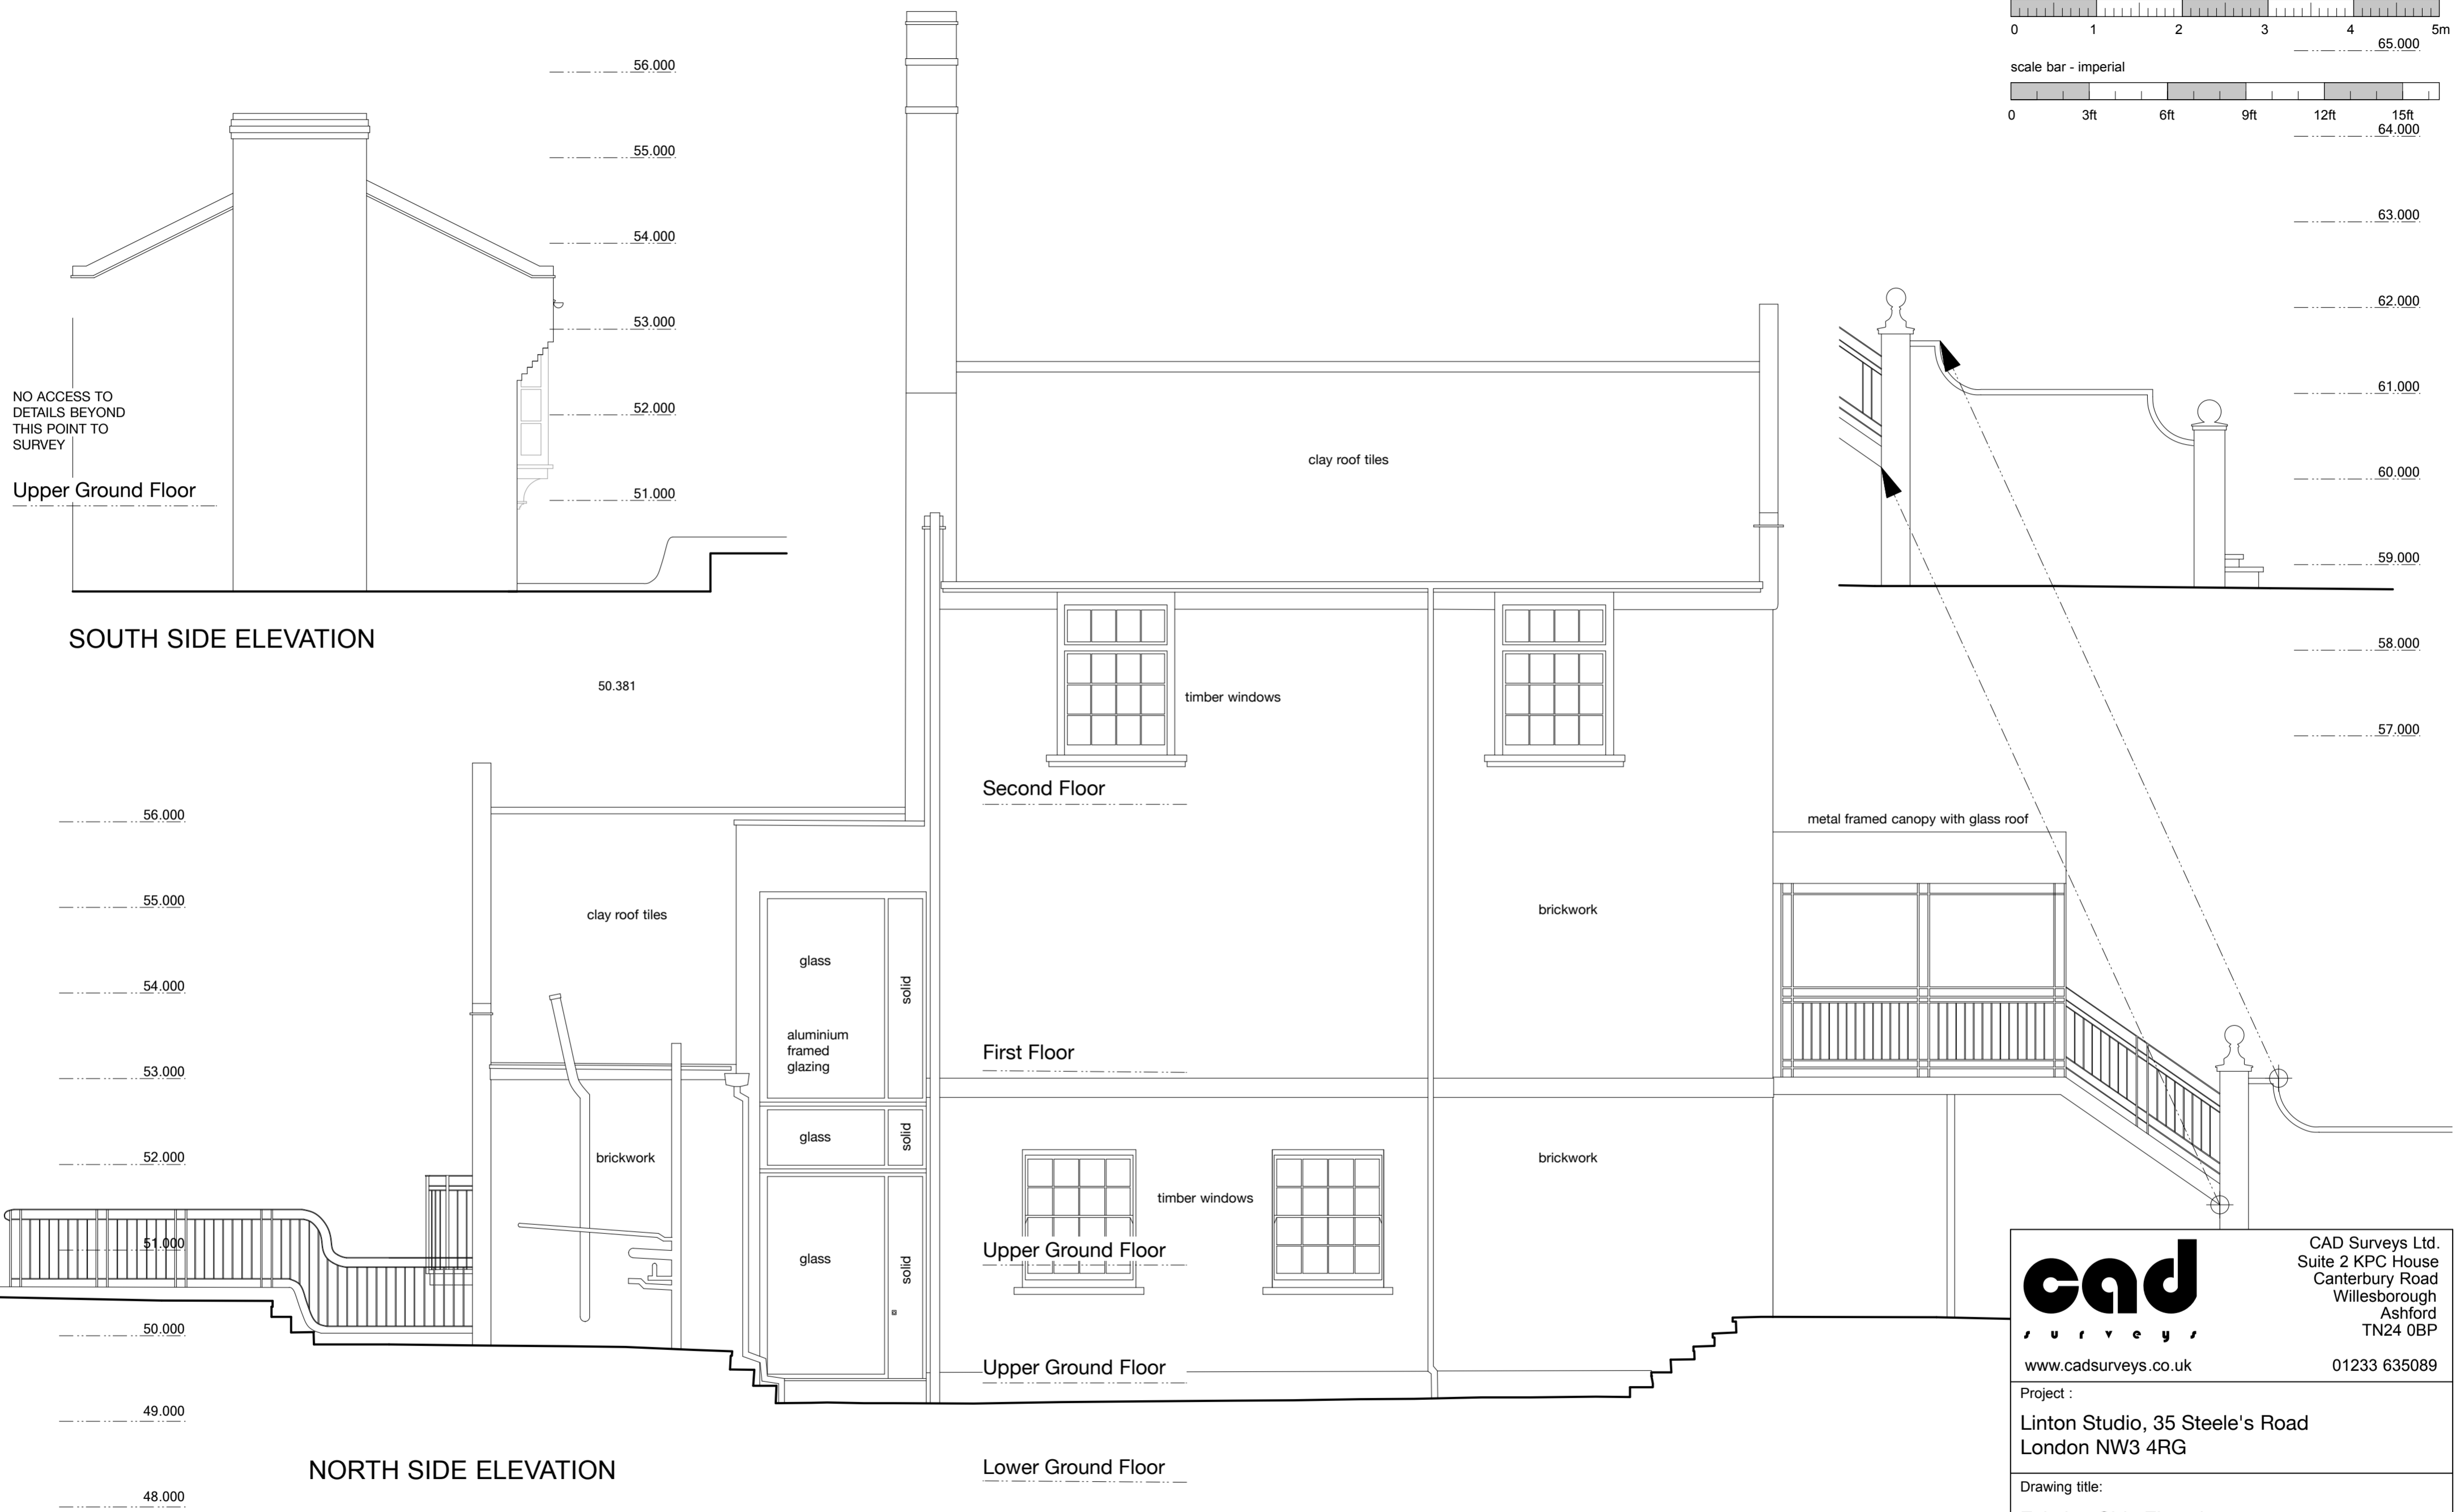 0 1 2 3 4 5m
scale bar - imperial
0 3ft 6ft 9ft 12ft 15ft
65.000
64.000
63.000
62.000
61.000
60.000
59.000
58.000
57.000
56.000
55.000
54.000
53.000
52.000
51.000
NO ACCESS TO
DETAILS BEYOND
THIS POINT TO
SURVEY
Upper Ground Floor
SOUTH SIDE ELEVATION
50.381
clay roof tiles
timber windows
Second Floor
metal framed canopy with glass roof
56.000
55.000
54.000
53.000
52.000
51.000
50.000
49.000
48.000
clay roof tiles
glass
solid
aluminium
framed
glazing
brickwork
First Floor
glass
solid
brickwork
brickwork
timber windows
glass
solid
Upper Ground Floor
Upper Ground Floor
Lower Ground Floor
NORTH SIDE ELEVATION
cad
surveys
CAD Surveys Ltd.
Suite 2 KPC House
Canterbury Road
Willesborough
Ashford
TN24 0BP
www.cadsurveys.co.uk 01233 635089
Project :
Linton Studio, 35 Steele's Road
London NW3 4RG
Drawing title: